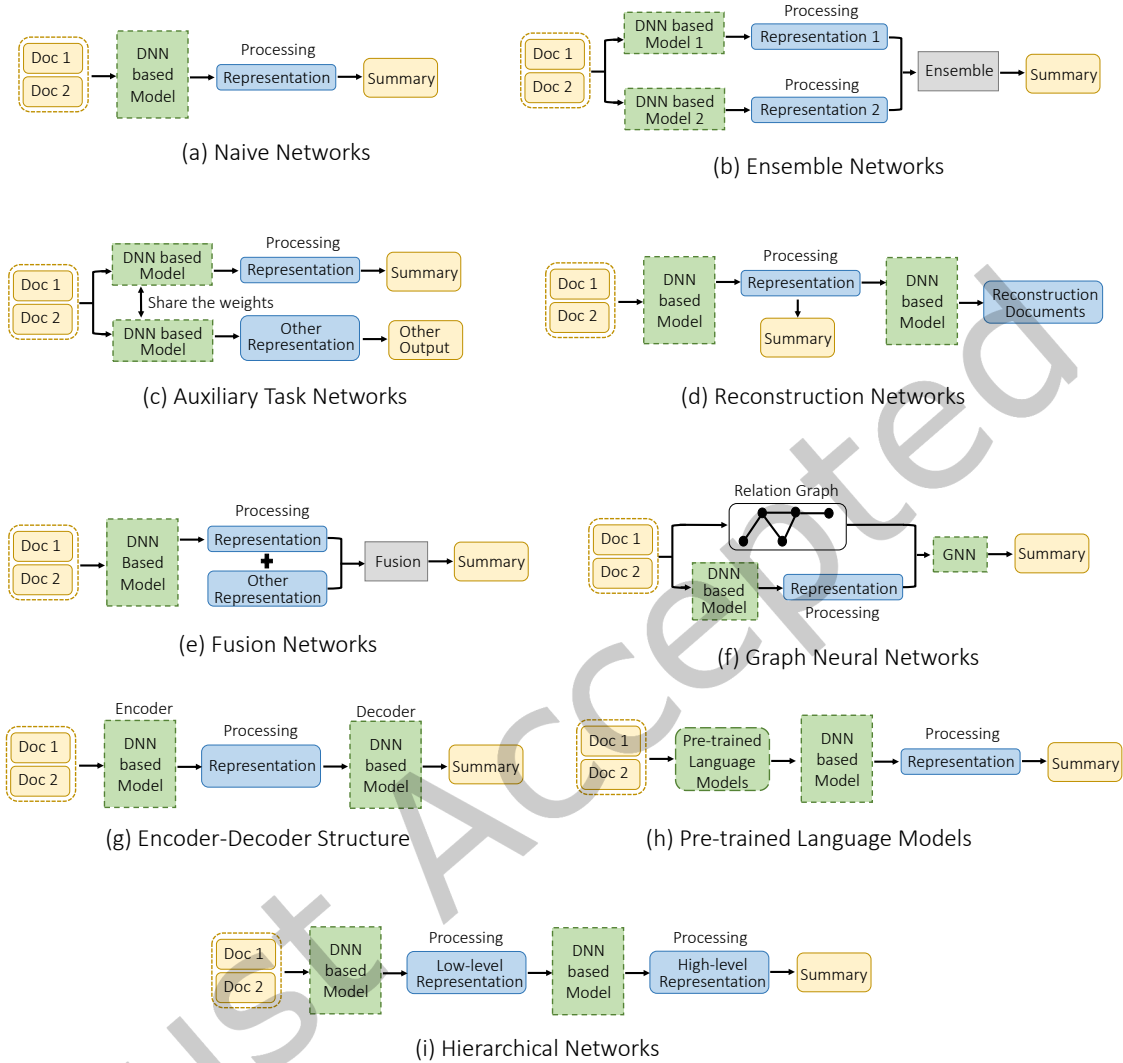 Doc 1
Doc 2
DNN
based
Model
Processing
Representation
Summary
(a) Naive Networks
Doc 1
Doc 2
DNN based
Model 1
Processing
Representation 1
DNN based
Model 2
Processing
Representation 2
Ensemble
Summary
(b) Ensemble Networks
Doc 1
Doc 2
DNN based
Model
Processing
Representation
Summary
Share the weights
DNN based
Model
Other
Representation
Other
Output
(c) Auxiliary Task Networks
Doc 1
Doc 2
DNN
based
Model
Processing
Representation
Summary
DNN
based
Model
Reconstruction
Documents
(d) Reconstruction Networks
Doc 1
Doc 2
DNN
Based
Model
Processing
Representation
Other
Representation
Fusion
Summary
(e) Fusion Networks
Doc 1
Doc 2
Relation Graph
DNN
based
Model
Representation
Processing
GNN
Summary
(f) Graph Neural Networks
Doc 1
Doc 2
Encoder
DNN
based
Model
Processing
Representation
Decoder
DNN
based
Model
Summary
(g) Encoder-Decoder Structure
Doc 1
Doc 2
Pre-trained
Language
Models
DNN
based
Model
Processing
Representation
Summary
(h) Pre-trained Language Models
Doc 1
Doc 2
DNN
based
Model
Processing
Low-level
Representation
DNN
based
Model
Processing
High-level
Representation
Summary
(i) Hierarchical Networks
ust Accepted